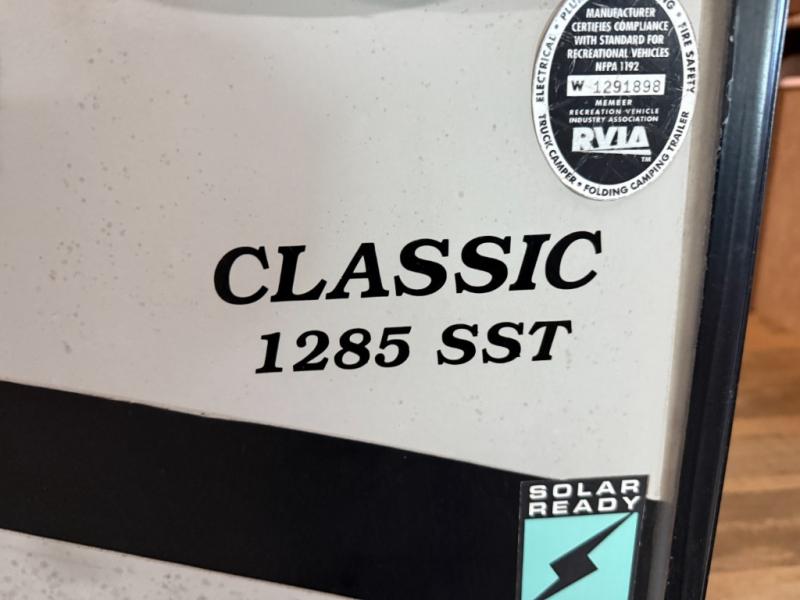 MANUFACTURER
CERTIFIES COMPLIANCE
WITH STANDARD FOR
RECREATIONAL VEHICLES
NFPA 1192
W 1291898
MEMBER
RECREATION VEHICLE
INDUSTRY ASSOCIATION
RVIA
TM
ELECTRICAL •
• FIRE SAFETY
TRUCK CAMPER • FOLDING CAMPING TRAILER
CLASSIC
1285 SST
SOLAR
READY